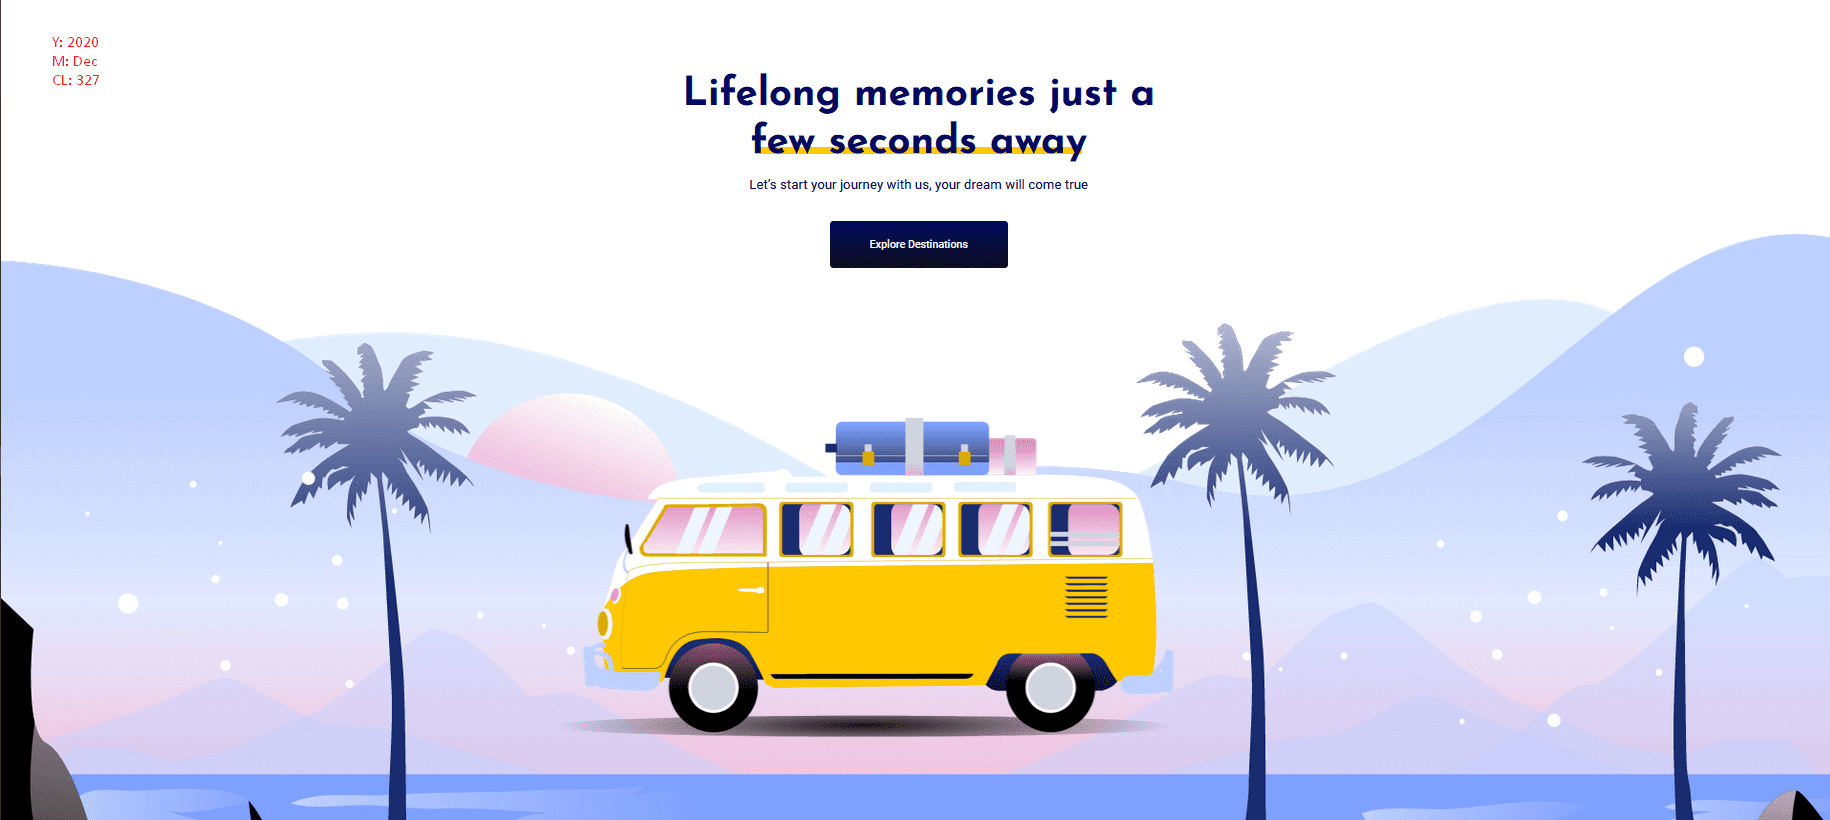 Y: 2020
M: Dec
CL: 327
Lifelong memories just a
few seconds away
Let’s start your journey with us, your dream will come true
Explore Destinations